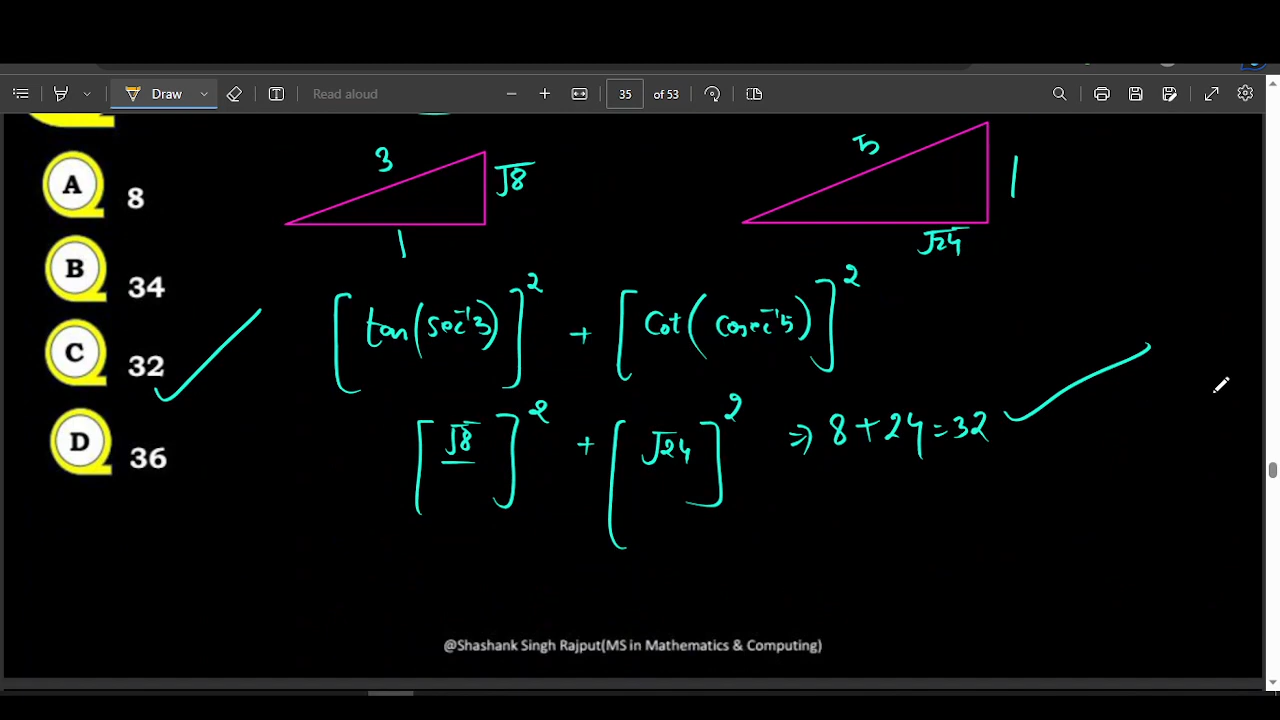 Draw
Read aloud
35 of 53
3 √8 1
5 1 √24
A 8
B 34
C 32
D 36
[tan(sec⁻¹3)]² + [cot(cosec⁻¹5)]²
[√8]² + [√24]² ⇒ 8+24=32
@Shashank Singh Rajput(MS in Mathematics & Computing)